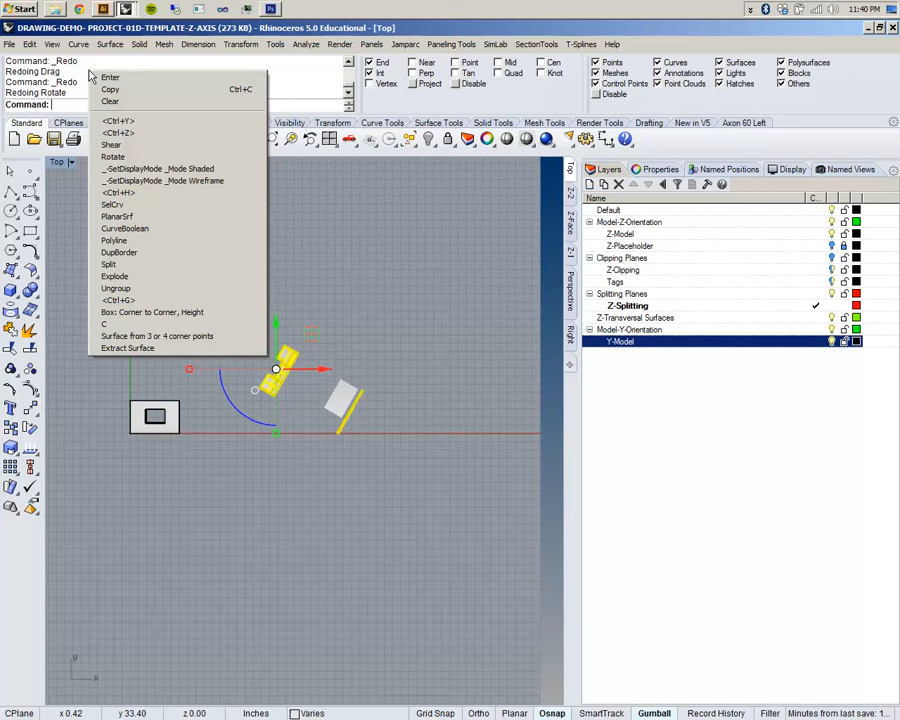 Start
11:40 PM
DRAWING-DEMO- PROJECT-01D-TEMPLATE-Z-AXIS (273 KB) - Rhinoceros 5.0 Educational - [Top]
File Edit View Curve Surface Solid Mesh Dimension Transform Tools Analyze Render Panels Jamparc Paneling Tools SimLab SectionTools T-Splines Help
Command: _Redo
Redoing Drag
Command: _Redo
Redoing Rotate
Command:
End Near Point Mid Cen
Int Perp Tan Quad Knot
Vertex Project Disable
Points Curves Surfaces Polysurfaces
Meshes Annotations Lights Blocks
Control Points Hatches Others
Disable
Enter
Copy Ctrl+C
Clear
<Ctrl+Y>
<Ctrl+Z>
Shear
Rotate
_-SetDisplayMode _Mode Shaded
_-SetDisplayMode _Mode Wireframe
<Ctrl+H>
SelCrv
PlanarSrf
CurveBoolean
Polyline
DupBorder
Split
Explode
Ungroup
<Ctrl+G>
Box: Corner to Corner, Height
C
Surface from 3 or 4 corner points
Extract Surface
Standard CPlanes Visibility Transform Curve Tools Surface Tools Solid Tools Mesh Tools Render Tools Drafting New in V5 Axon 60 Left
Top
Top
Z-2
Z-Face
Z-1
Perspective
Right
Layers Properties Named Positions Display Named Views
Name C...
Default
Model-Z-Orientation
Z-Model
Z-Placeholder
Clipping Planes
Z-Clipping
Tags
Splitting Planes
Z-Splitting
Z-Transversal Surfaces
Model-Y-Orientation
Y-Model
y
x
CPlane x 0.42 y 33.40 z 0.00 Inches Varies Grid Snap Ortho Planar Osnap SmartTrack Gumball Record History Filter Minutes from last save: 1...